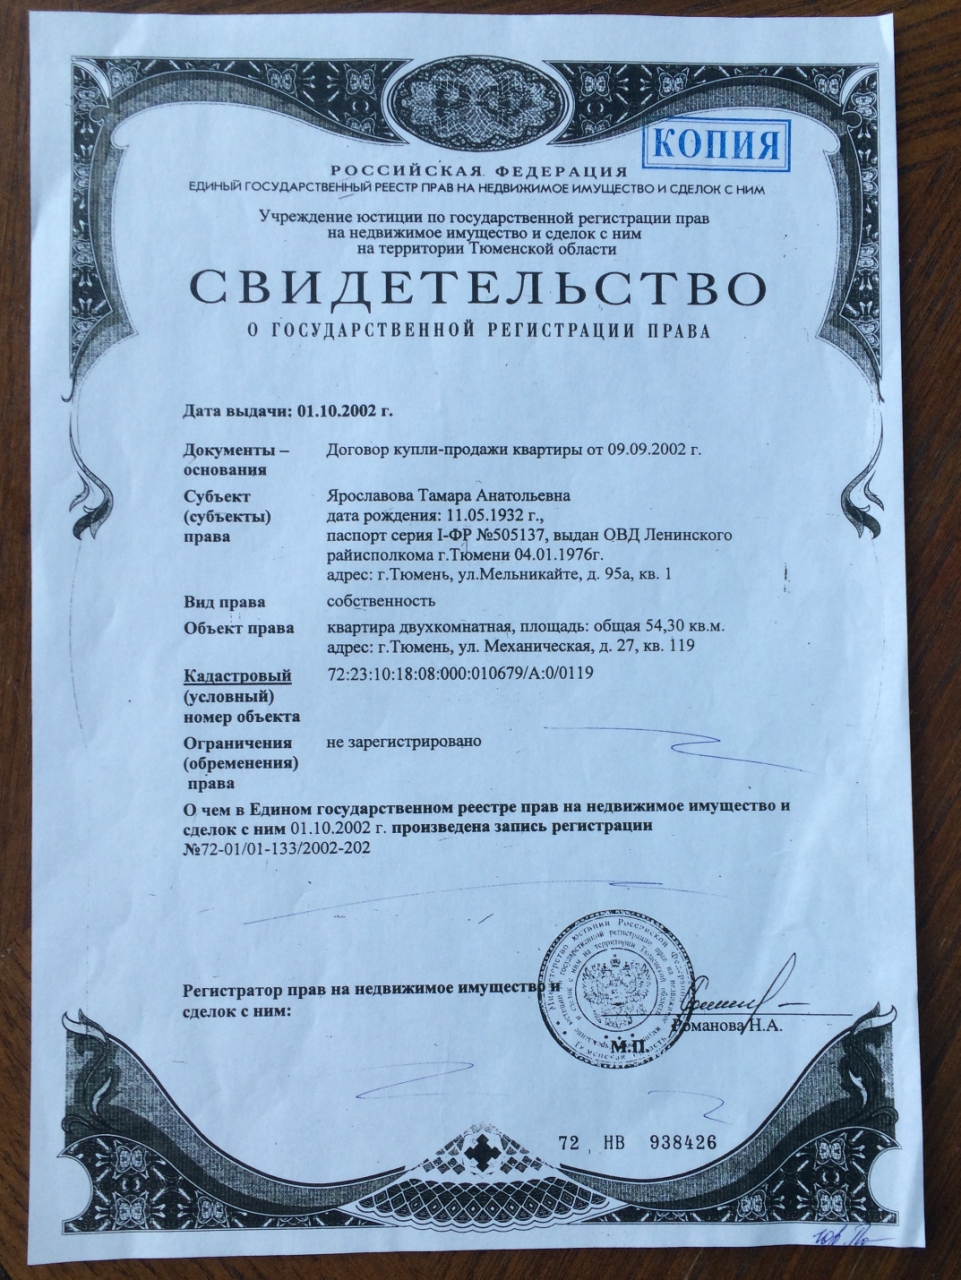 КОПИЯ
РОССИЙСКАЯ ФЕДЕРАЦИЯ
ЕДИНЫЙ ГОСУДАРСТВЕННЫЙ РЕЕСТР ПРАВ НА НЕДВИЖИМОЕ ИМУЩЕСТВО И СДЕЛОК С НИМ
Учреждение юстиции по государственной регистрации прав
на недвижимое имущество и сделок с ним
на территории Тюменской области
СВИДЕТЕЛЬСТВО
О ГОСУДАРСТВЕННОЙ РЕГИСТРАЦИИ ПРАВА
Дата выдачи: 01.10.2002 г.
Документы – Договор купли-продажи квартиры от 09.09.2002 г.
основания
Субъект Ярославова Тамара Анатольевна
(субъекты) дата рождения: 11.05.1932 г.,
права паспорт серия I-ФР №505137, выдан ОВД Ленинского
райисполкома г.Тюмени 04.01.1976г.
адрес: г.Тюмень, ул.Мельникайте, д. 95а, кв. 1
Вид права собственность
Объект права квартира двухкомнатная, площадь: общая 54,30 кв.м.
адрес: г.Тюмень, ул. Механическая, д. 27, кв. 119
Кадастровый 72:23:10:18:08:000:010679/А:0/0119
(условный)
номер объекта
Ограничения не зарегистрировано
(обременения)
права
О чем в Едином государственном реестре прав на недвижимое имущество и
сделок с ним 01.10.2002 г. произведена запись регистрации
№72-01/01-133/2002-202
Регистратор прав на недвижимое имущество и
сделок с ним:
Романова Н.А.
М.П.
72 НВ 938426